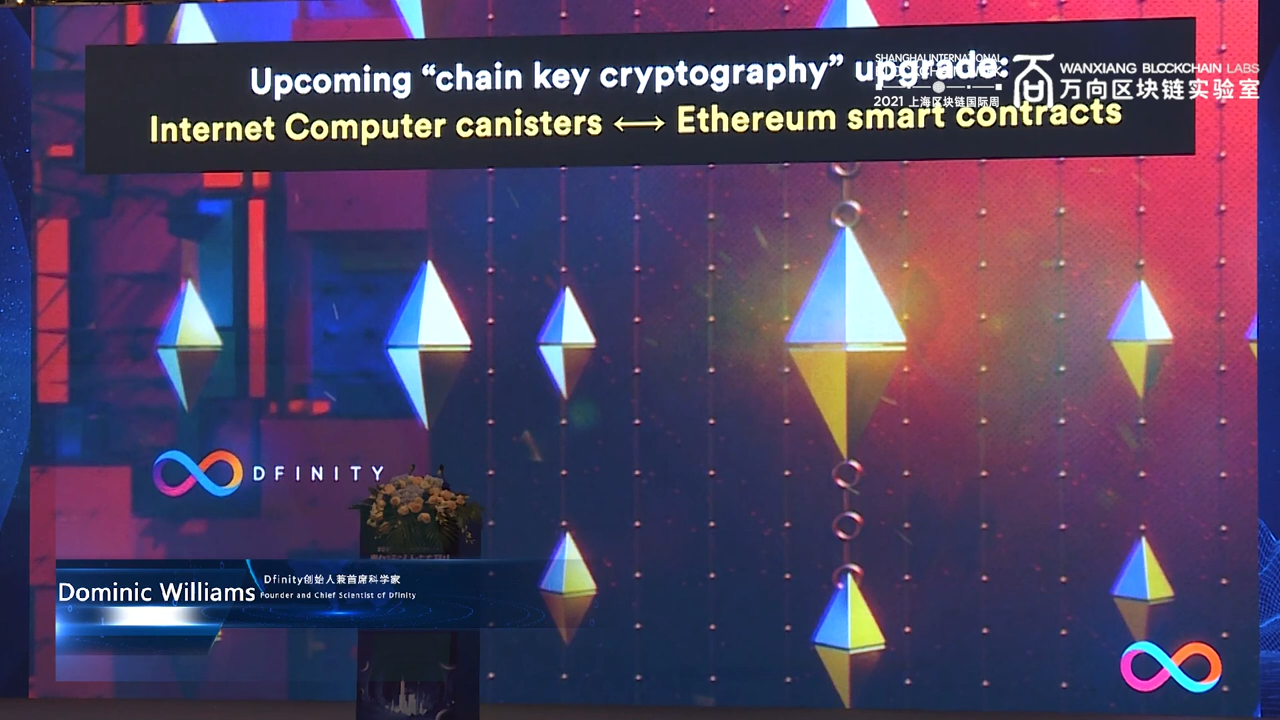 Upcoming “chain key cryptography” upgrade:
Internet Computer canisters ⟷ Ethereum smart contracts
SHANGHAI INTERNATIONAL
2021 上海区块链国际周
WANXIANG BLOCKCHAIN LABS
万向区块链实验室
DFINITY
Dominic Williams
Dfinity创始人兼首席科学家
Founder and Chief Scientist of Dfinity